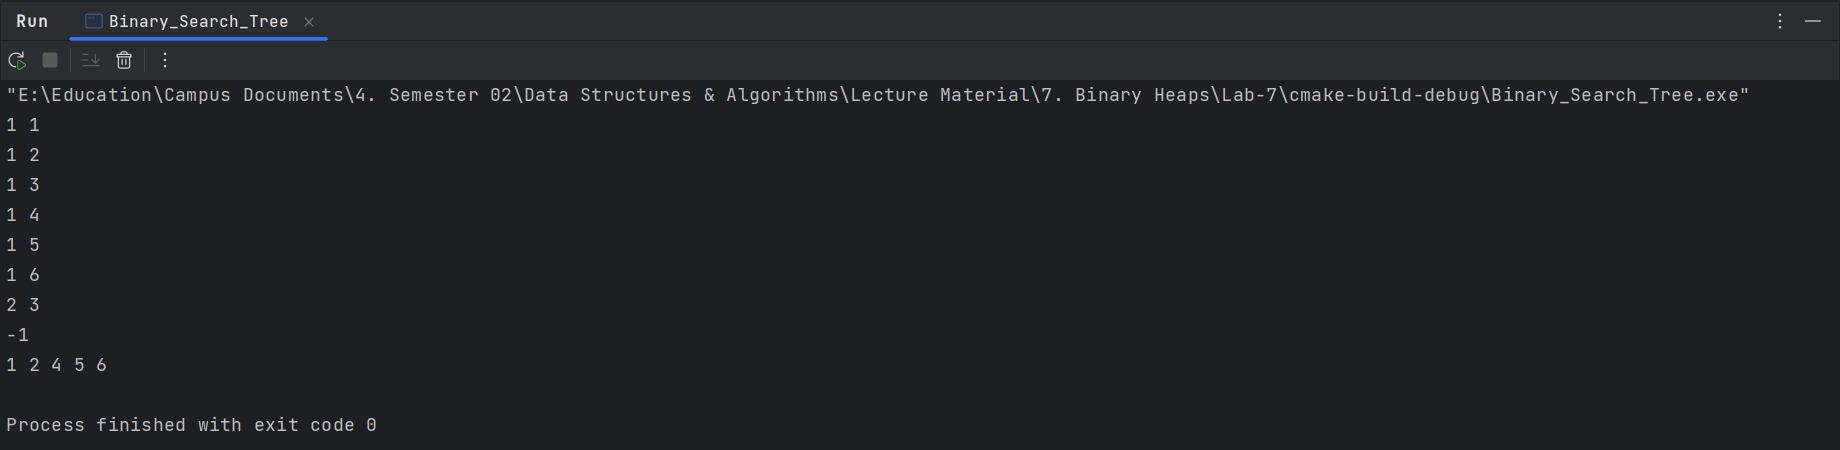 Run Binary_Search_Tree
"E:\Education\Campus Documents\4. Semester 02\Data Structures & Algorithms\Lecture Material\7. Binary Heaps\Lab-7\cmake-build-debug\Binary_Search_Tree.exe"
1 1
1 2
1 3
1 4
1 5
1 6
2 3
-1
1 2 4 5 6
Process finished with exit code 0